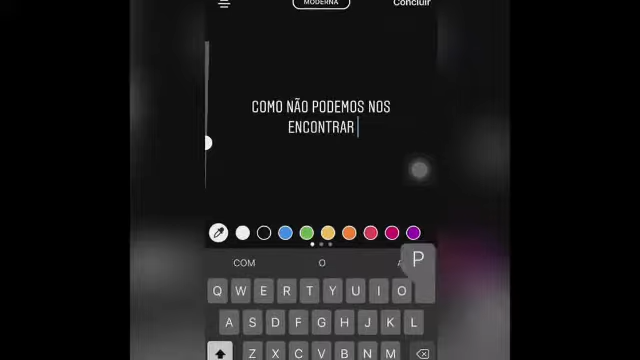 MODERNA
Concluir
COMO NÃO PODEMOS NOS
ENCONTRAR
COM
O
P
Q W E R T Y U I O
A S D F G H J K L
Z X C V B N M